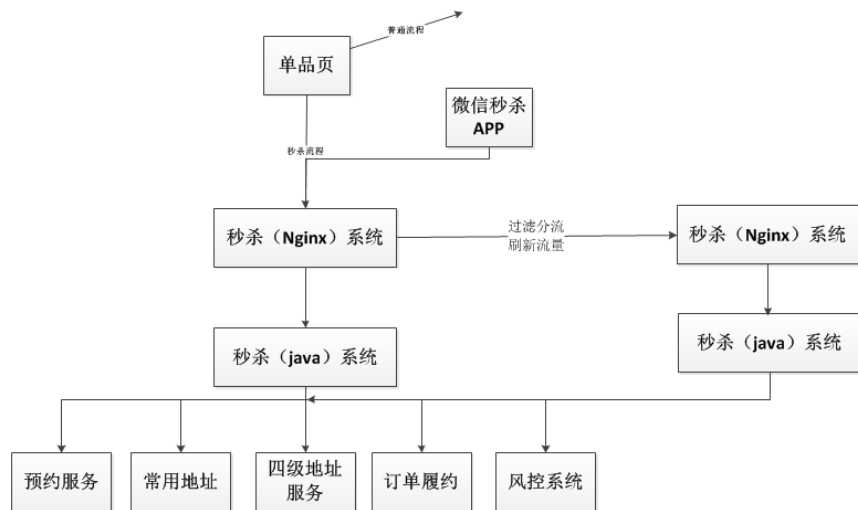 普通流程
单品页
微信秒杀
APP
秒杀流程
秒杀（Nginx）系统
过滤分流
刷新流量
秒杀（Nginx）系统
秒杀（java）系统
秒杀（java）系统
预约服务
常用地址
四级地址
服务
订单履约
风控系统